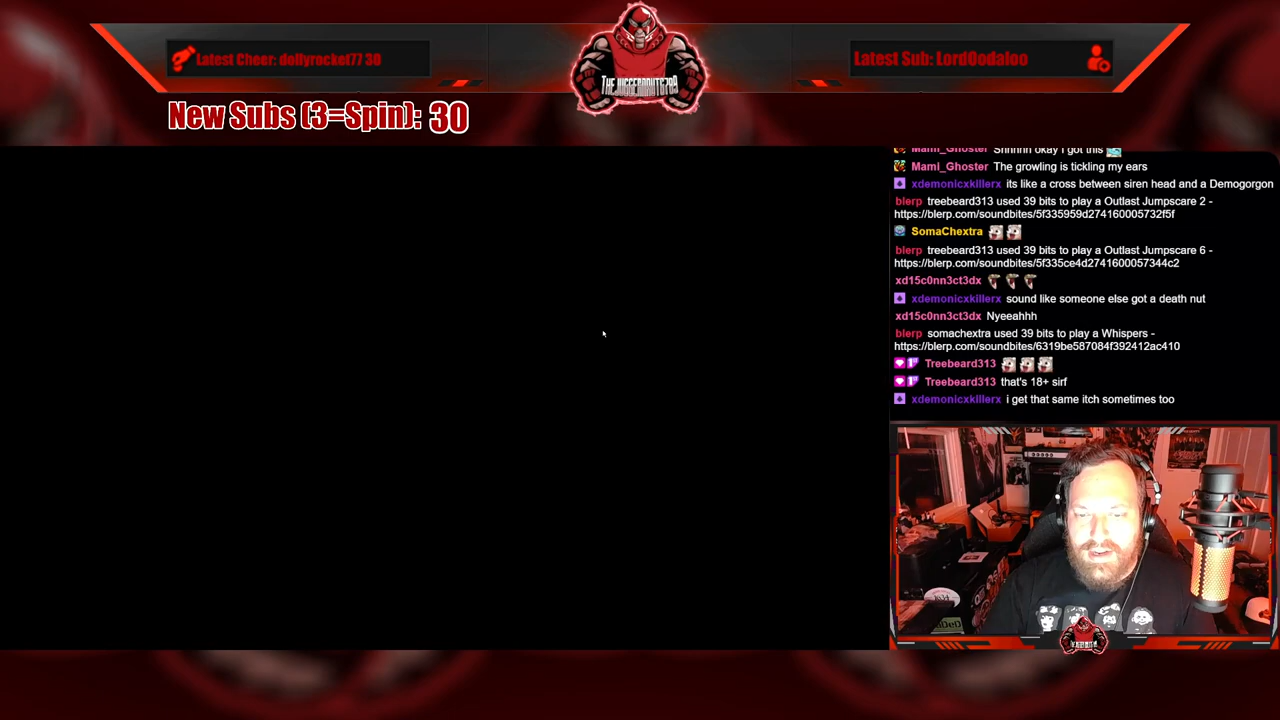 Latest Cheer: dollyrocket77 30
THEJUGGERNAUT6789
Latest Sub: LordOodaloo
New Subs (3=Spin): 30
Mami_Ghoster Shhhhh okay I got this
Mami_Ghoster The growling is tickling my ears
xdemonicxkillerx its like a cross between siren head and a Demogorgon
blerp treebeard313 used 39 bits to play a Outlast Jumpscare 2 -
https://blerp.com/soundbites/5f335959d274160005732f5f
SomaChextra
blerp treebeard313 used 39 bits to play a Outlast Jumpscare 6 -
https://blerp.com/soundbites/5f335ce4d2741600057344c2
xd15c0nn3ct3dx
xdemonicxkillerx sound like someone else got a death nut
xd15c0nn3ct3dx Nyeeahhh
blerp somachextra used 39 bits to play a Whispers -
https://blerp.com/soundbites/6319be587084f392412ac410
Treebeard313
Treebeard313 that's 18+ sirf
xdemonicxkillerx i get that same itch sometimes too